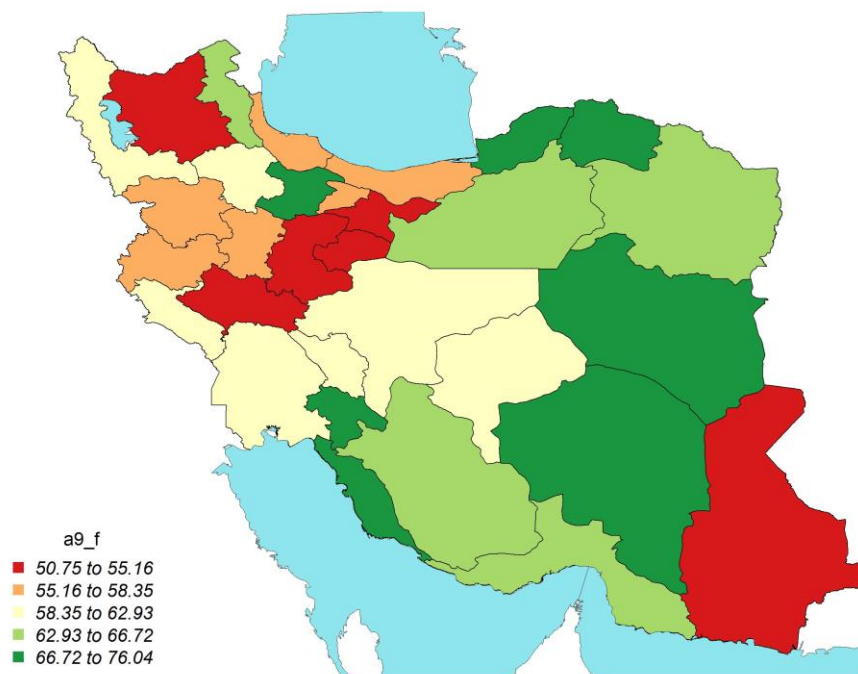 a9_f
50.75 to 55.16
55.16 to 58.35
58.35 to 62.93
62.93 to 66.72
66.72 to 76.04